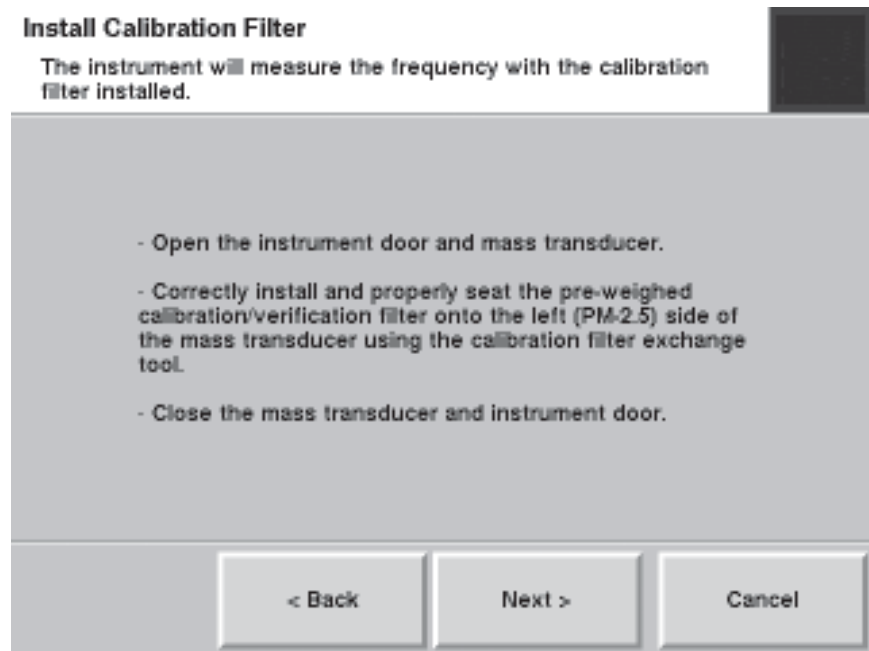 Install Calibration Filter
The instrument will measure the frequency with the calibration
filter installed.
- Open the instrument door and mass transducer.
- Correctly install and properly seat the pre-weighed
calibration/verification filter onto the left (PM-2.5) side of
the mass transducer using the calibration filter exchange
tool.
- Close the mass transducer and instrument door.
< Back
Next >
Cancel